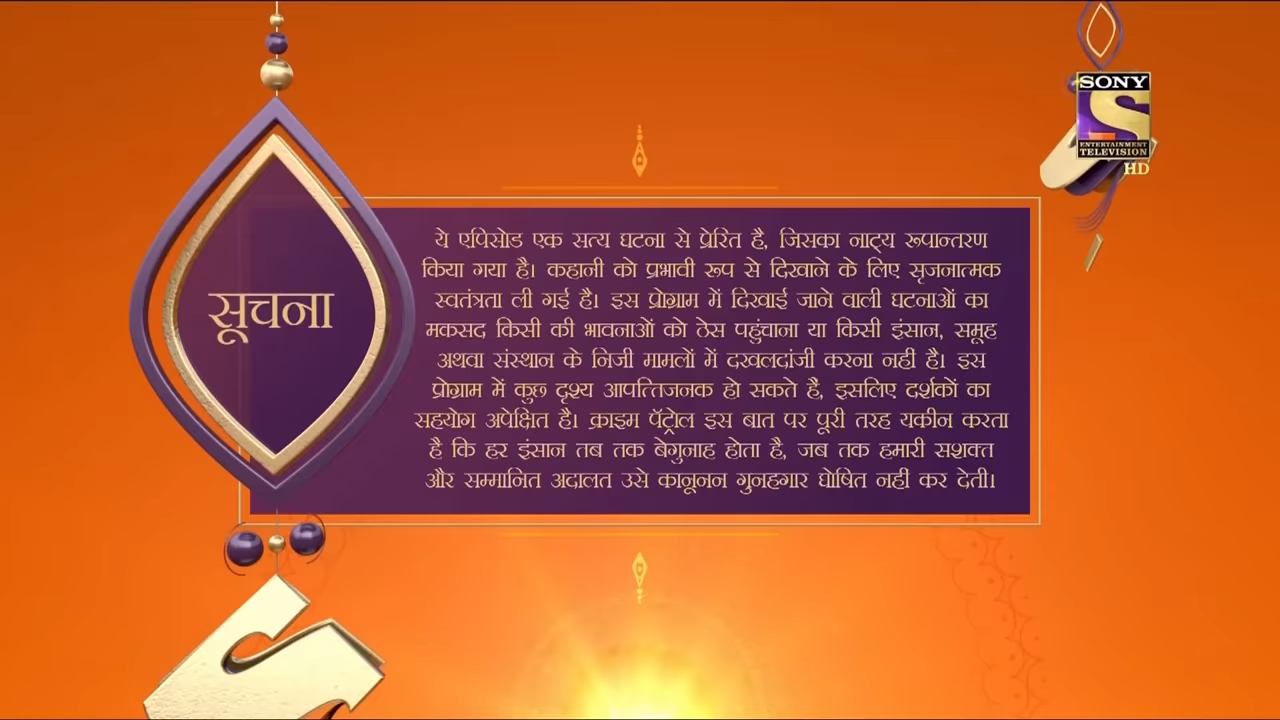 SONY
ENTERTAINMENT
TELEVISION
HD
सूचना
ये एपिसोड एक सत्य घटना से प्रेरित है, जिसका नाट्य रूपान्तरण
किया गया है। कहानी को प्रभावी रूप से दिखाने के लिए सृजनात्मक
स्वतंत्रता ली गई है। इस प्रोग्राम में दिखाई जाने वाली घटनाओं का
मकसद किसी की भावनाओं को ठेस पहुंचाना या किसी इंसान, समूह
अथवा संस्थान के निजी मामलों में दखलदांजी करना नहीं है। इस
प्रोग्राम में कुछ दृश्य आपत्तिजनक हो सकते हैं, इसलिए दर्शकों का
सहयोग अपेक्षित है। क्राइम पॅट्रोल इस बात पर पूरी तरह यकीन करता
है कि हर इंसान तब तक बेगुनाह होता है, जब तक हमारी सशक्त
और सम्मानित अदालत उसे कानूनन गुनहगार घोषित नहीं कर देती।